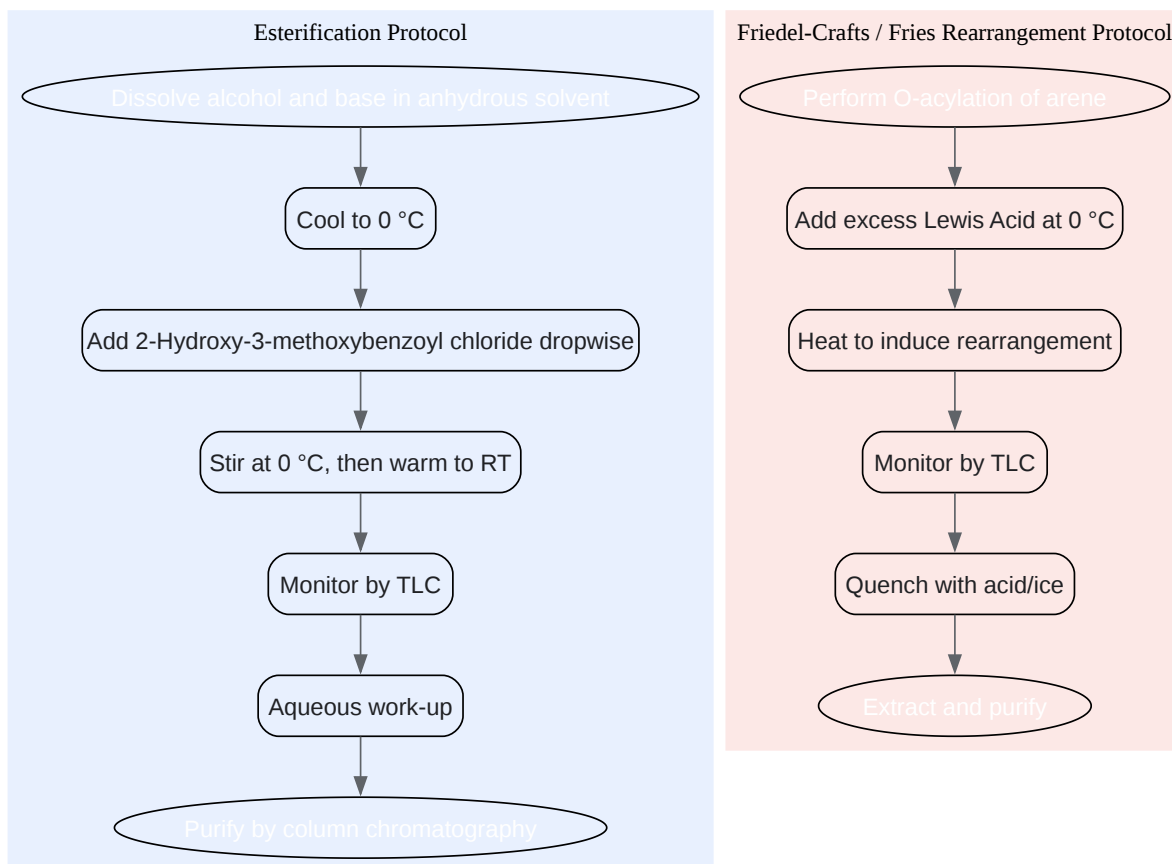 Esterification Protocol
Dissolve alcohol and base in anhydrous solvent
Cool to 0 °C
Add 2-Hydroxy-3-methoxybenzoyl chloride dropwise
Stir at 0 °C, then warm to RT
Monitor by TLC
Aqueous work-up
Purify by column chromatography
Friedel-Crafts / Fries Rearrangement Protocol
Perform O-acylation of arene
Add excess Lewis Acid at 0 °C
Heat to induce rearrangement
Monitor by TLC
Quench with acid/ice
Extract and purify